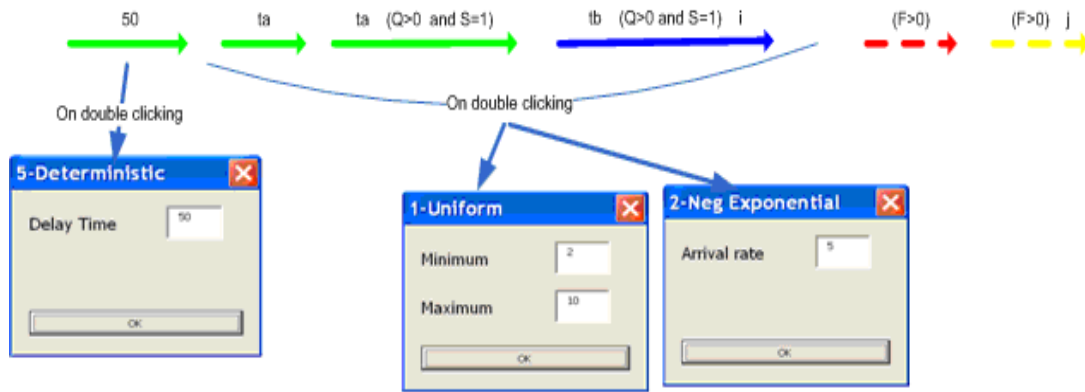 50 ta ta (Q>0 and S=1) tb (Q>0 and S=1) i (F>0) (F>0) j
On double clicking
On double clicking
5-Deterministic
Delay Time 50
OK
1-Uniform
Minimum 2
Maximum 10
OK
2-Neg Exponential
Arrival rate 5
OK